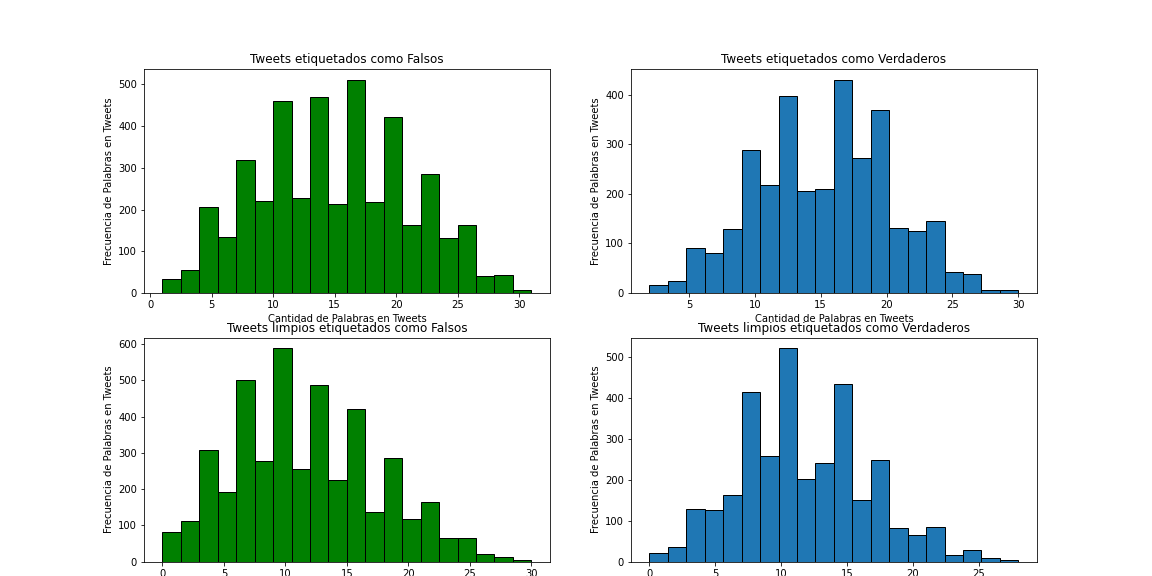 Tweets etiquetados como Falsos
Frecuencia de Palabras en Tweets
500
400
300
200
100
0
0 5 10 15 20 25 30
Cantidad de Palabras en Tweets
Tweets etiquetados como Verdaderos
Frecuencia de Palabras en Tweets
400
300
200
100
0
5 10 15 20 25 30
Cantidad de Palabras en Tweets
Tweets limpios etiquetados como Falsos
Frecuencia de Palabras en Tweets
600
500
400
300
200
100
0
0 5 10 15 20 25 30
Tweets limpios etiquetados como Verdaderos
Frecuencia de Palabras en Tweets
500
400
300
200
100
0
0 5 10 15 20 25